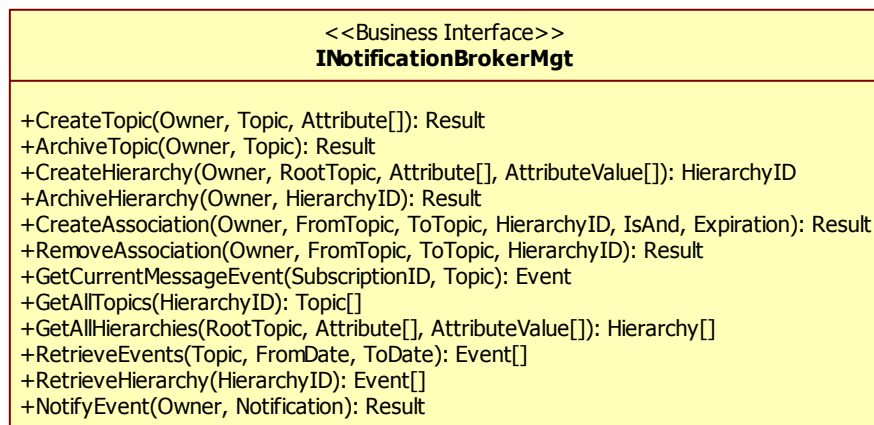 <<Business Interface>>
INotificationBrokerMgt
+CreateTopic(Owner, Topic, Attribute[]): Result
+ArchiveTopic(Owner, Topic): Result
+CreateHierarchy(Owner, RootTopic, Attribute[], AttributeValue[]): HierarchyID
+ArchiveHierarchy(Owner, HierarchyID): Result
+CreateAssociation(Owner, FromTopic, ToTopic, HierarchyID, IsAnd, Expiration): Result
+RemoveAssociation(Owner, FromTopic, ToTopic, HierarchyID): Result
+GetCurrentMessageEvent(SubscriptionID, Topic): Event
+GetAllTopics(HierarchyID): Topic[]
+GetAllHierarchies(RootTopic, Attribute[], AttributeValue[]): Hierarchy[]
+RetrieveEvents(Topic, FromDate, ToDate): Event[]
+RetrieveHierarchy(HierarchyID): Event[]
+NotifyEvent(Owner, Notification): Result